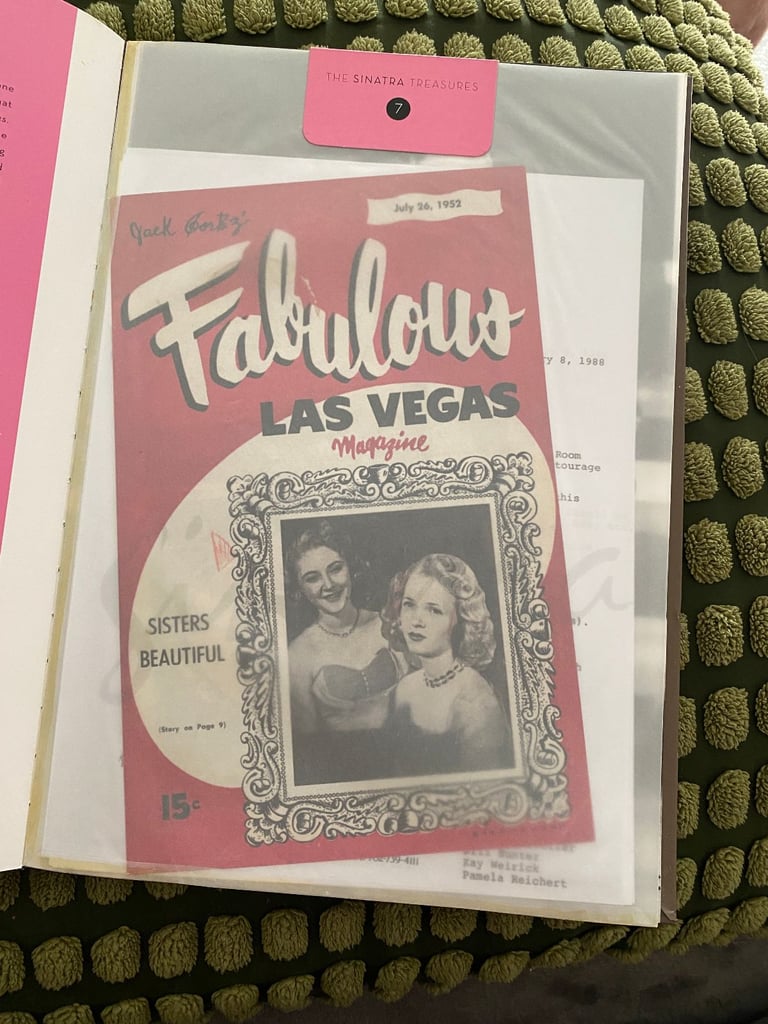 THE SINATRA TREASURES
7
Jack Cortez'
July 26, 1952
Fabulous
LAS VEGAS
Magazine
SISTERS
BEAUTIFUL
(Story on Page 9)
15c
y 8, 1988
Room
tourage
his
Kay Weirick
Pamela Reichert